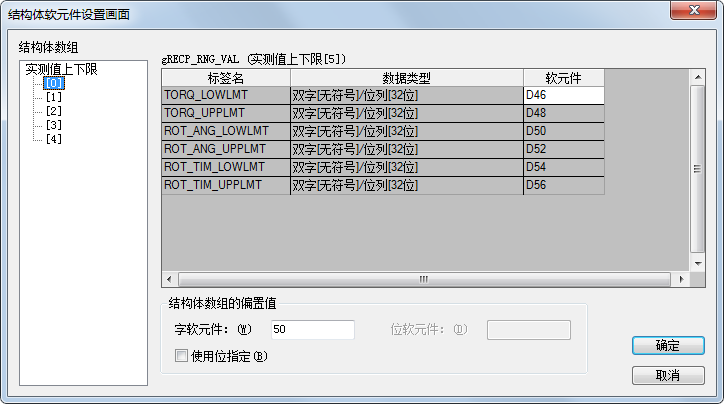 结构体软元件设置画面
结构体数组
实测值上下限
[0]
[1]
[2]
[3]
[4]
gRECP_RNG_VAL (实测值上下限[5])
标签名 数据类型 软元件
TORQ_LOWLMT 双字[无符号]/位列[32位] D46
TORQ_UPPLMT 双字[无符号]/位列[32位] D48
ROT_ANG_LOWLMT 双字[无符号]/位列[32位] D50
ROT_ANG_UPPLMT 双字[无符号]/位列[32位] D52
ROT_TIM_LOWLMT 双字[无符号]/位列[32位] D54
ROT_TIM_UPPLMT 双字[无符号]/位列[32位] D56
结构体数组的偏置值
字软元件：(W) 50 位软元件：(D)
使用位指定(B)
确定
取消